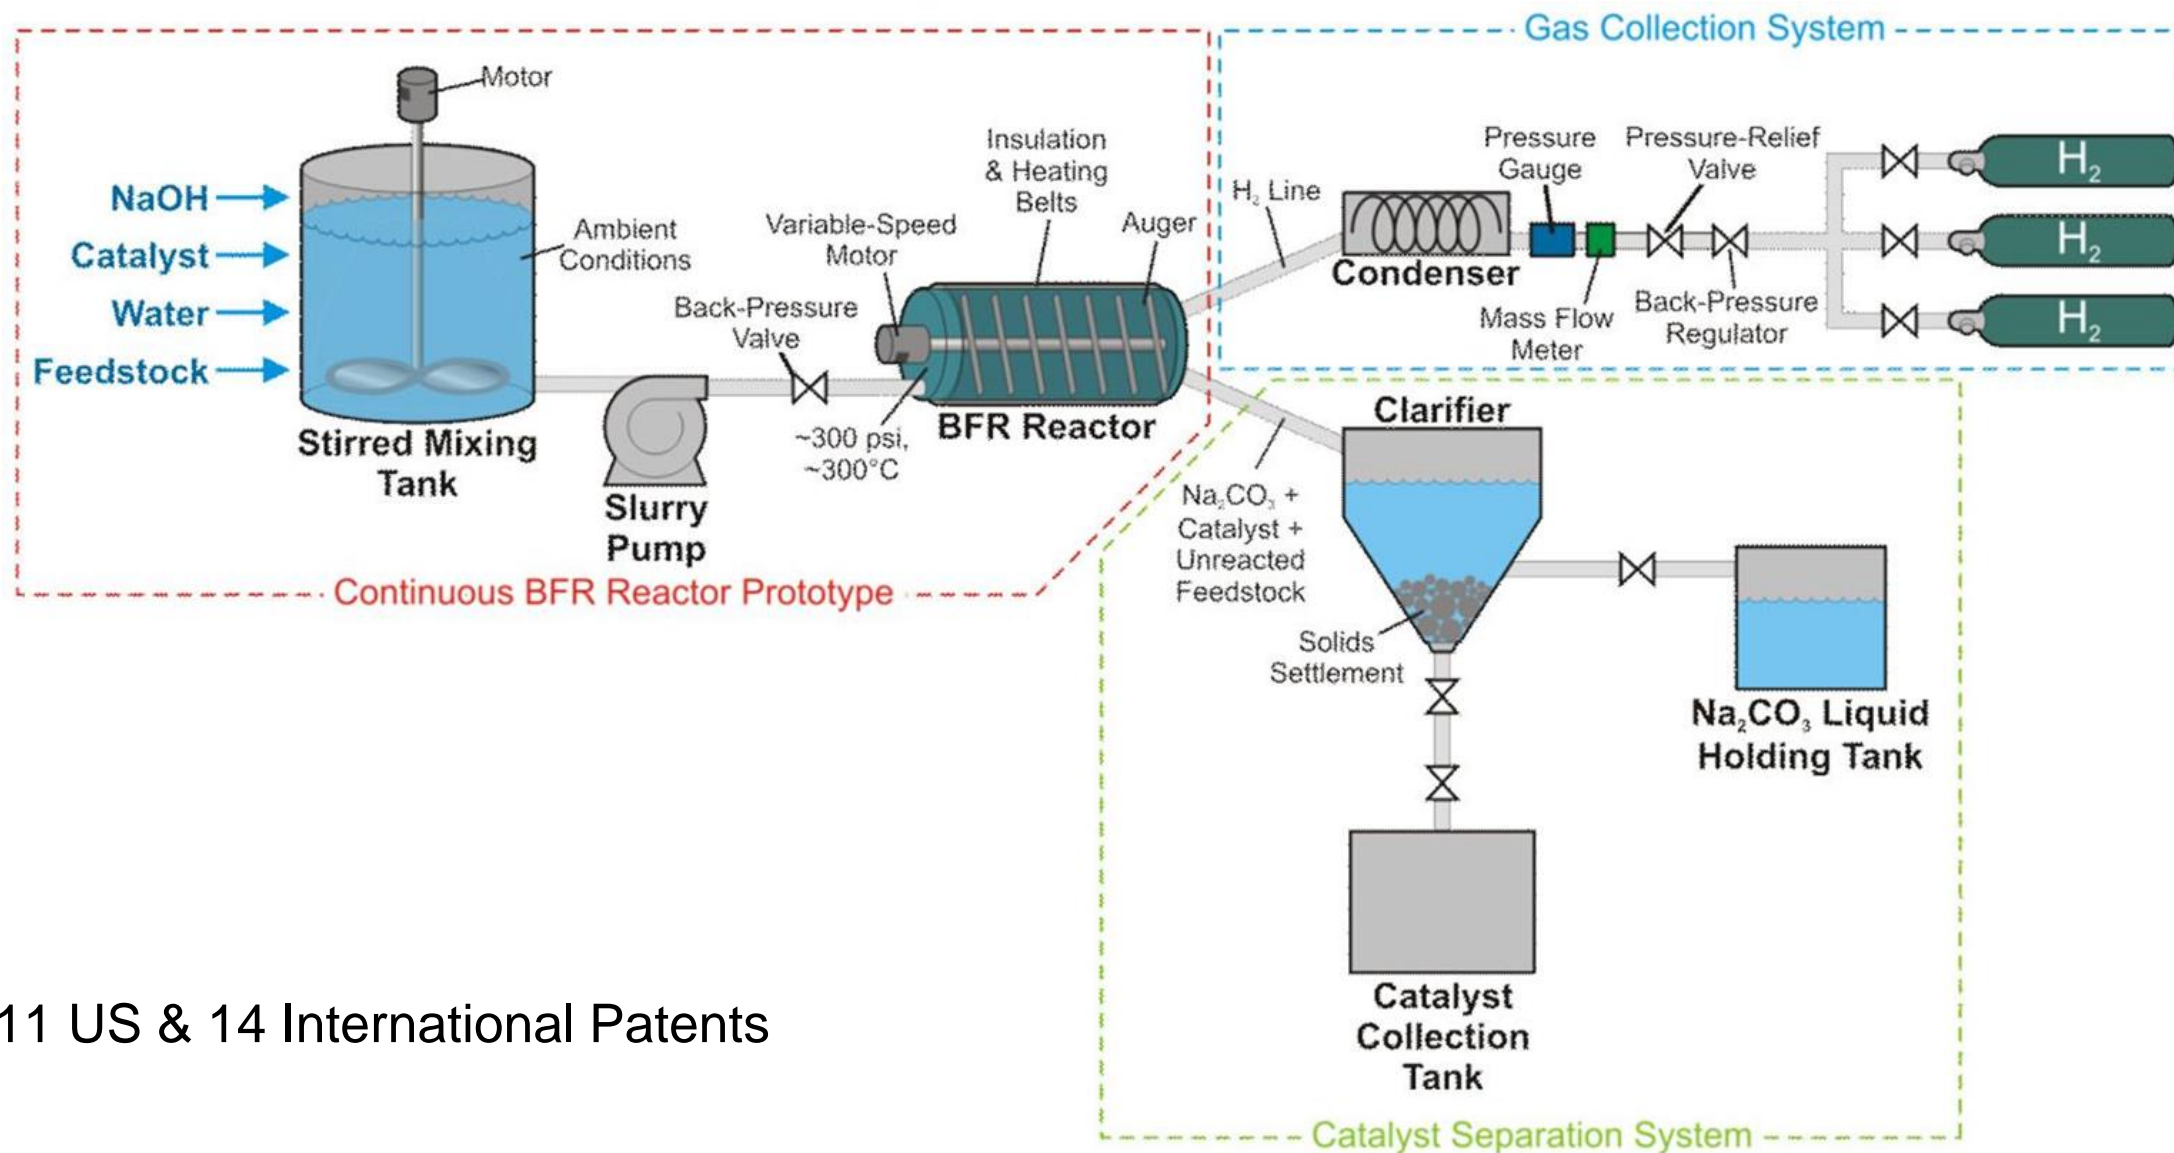 Gas Collection System
Motor
NaOH
Catalyst
Water
Feedstock
Ambient
Conditions
Stirred Mixing
Tank
Slurry
Pump
Back-Pressure
Valve
Variable-Speed
Motor
Insulation
& Heating
Belts
Auger
~300 psi,
~300°C
BFR Reactor
Continuous BFR Reactor Prototype
H₂ Line
Condenser
Pressure
Gauge
Mass Flow
Meter
Pressure-Relief
Valve
Back-Pressure
Regulator
H₂
H₂
H₂
Clarifier
Na₂CO₃ +
Catalyst +
Unreacted
Feedstock
Solids
Settlement
Na₂CO₃ Liquid
Holding Tank
Catalyst
Collection
Tank
Catalyst Separation System
11 US & 14 International Patents